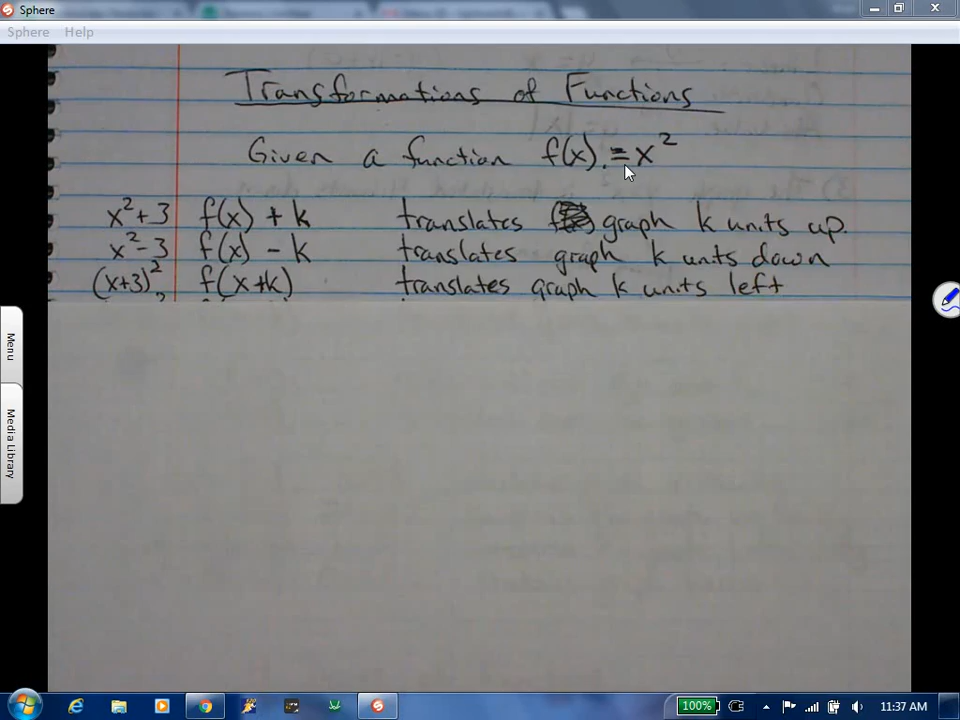 Sphere
Sphere Help
Transformations of Functions
Given a function f(x) = x²
x²+3 f(x) + k translates graph k units up.
x²-3 f(x) - k translates graph k units down
(x+3)² f(x+k) translates graph k units left
Menu
Media Library
100% 11:37 AM